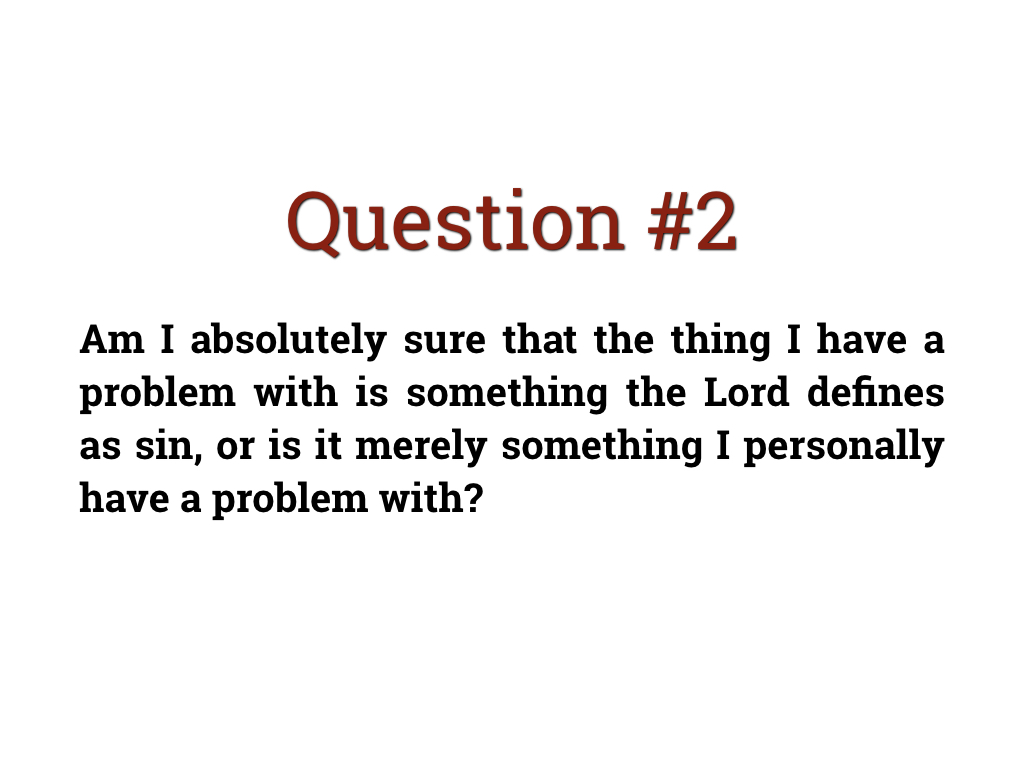 Question #2
Am I absolutely sure that the thing I have a
problem with is something the Lord defines
as sin, or is it merely something I personally
have a problem with?